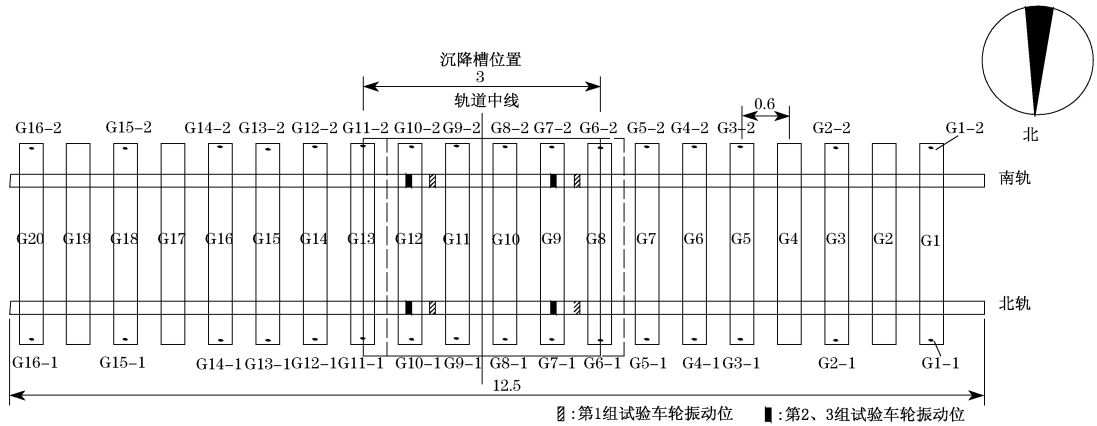 沉降槽位置
3
轨道中线
0.6
北
G16-2 G15-2 G14-2 G13-2 G12-2 G11-2 G10-2 G9-2 G8-2 G7-2 G6-2 G5-2 G4-2 G3-2 G2-2 G1-2
南轨
G20 G19 G18 G17 G16 G15 G14 G13 G12 G11 G10 G9 G8 G7 G6 G5 G4 G3 G2 G1
北轨
G16-1 G15-1 G14-1 G13-1 G12-1 G11-1 G10-1 G9-1 G8-1 G7-1 G6-1 G5-1 G4-1 G3-1 G2-1 G1-1
12.5
:第1组试验车轮振动位 :第2、3组试验车轮振动位